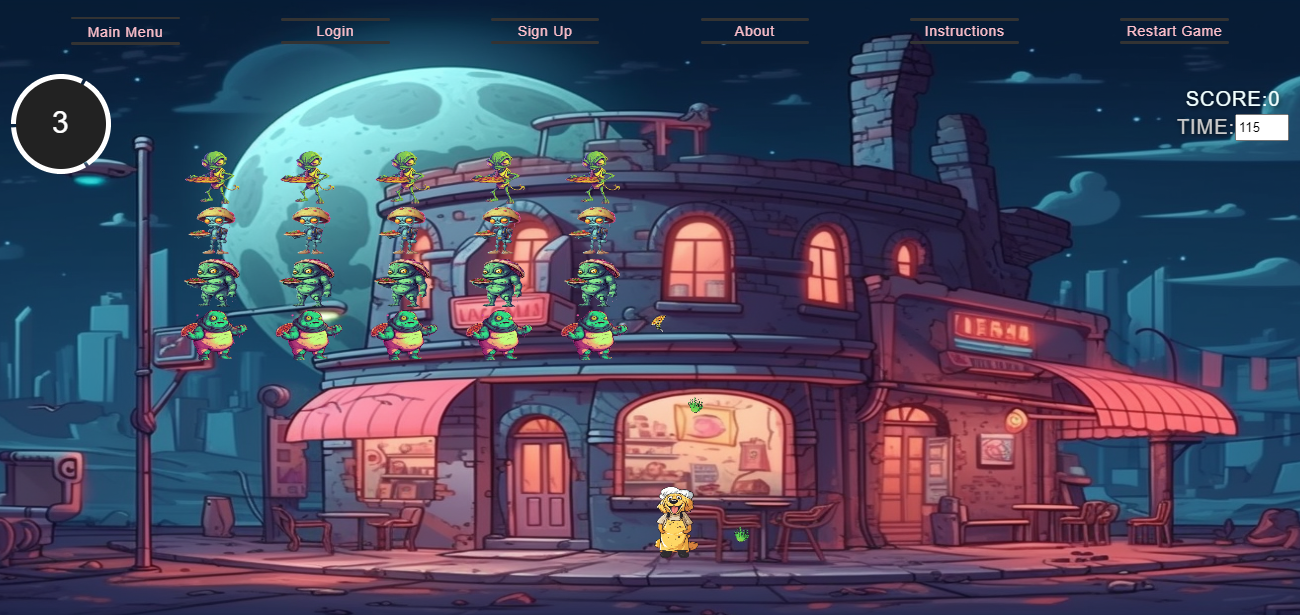 Main Menu
Login
Sign Up
About
Instructions
Restart Game
3
SCORE:0
TIME: 115